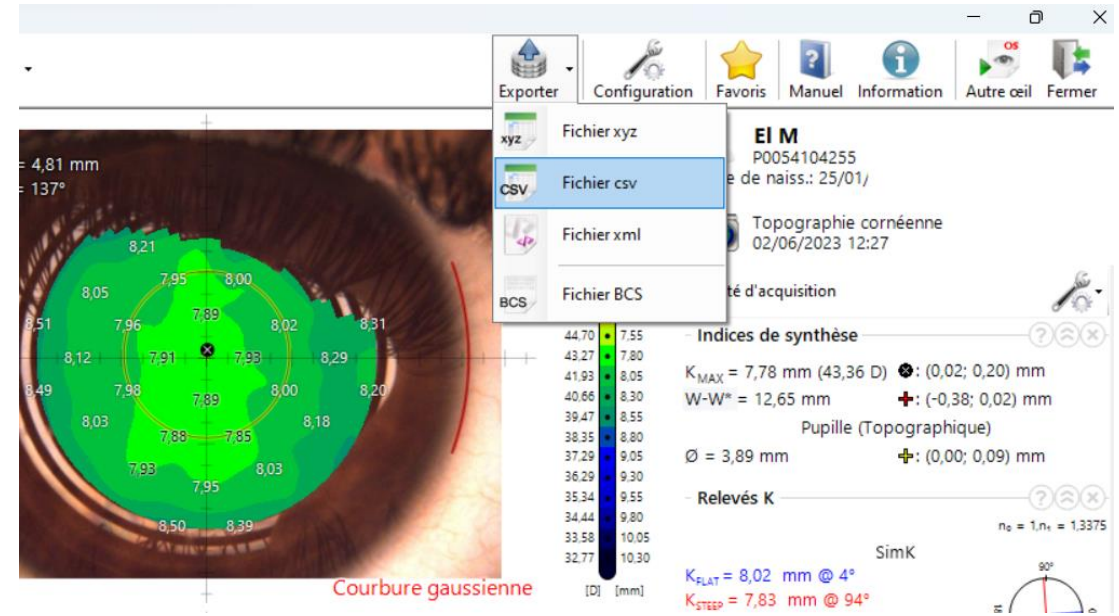 Exporter
Configuration
Favoris
Manuel
Information
OS
Autre œil
Fermer
xyz Fichier xyz
CSV Fichier csv
Fichier xml
BCS Fichier BCS
El M
P0054104255
e de naiss.: 25/01/
Topographie cornéenne
02/06/2023 12:27
té d'acquisition
= 4,81 mm
= 137°
8,21
7,95 8,00
8,05
7,89
8,51 7,96 8,02 8,31
8,12 7,91 7,93 8,29
8,49 7,98 7,89 8,00 8,20
8,03 8,18
7,88 7,85
7,93 8,03
7,95
8,50 8,39
Courbure gaussienne
44,70 7,55
43,27 7,80
41,93 8,05
40,66 8,30
39,47 8,55
38,35 8,80
37,29 9,05
36,29 9,30
35,34 9,55
34,44 9,80
33,58 10,05
32,77 10,30
[D] [mm]
Indices de synthèse
KMAX = 7,78 mm (43,36 D) : (0,02; 0,20) mm
W-W* = 12,65 mm : (-0,38; 0,02) mm
Pupille (Topographique)
Ø = 3,89 mm : (0,00; 0,09) mm
Relevés K
n₀ = 1,n₁ = 1,3375
SimK
90°
KFLAT = 8,02 mm @ 4°
KSTEEP = 7,83 mm @ 94°